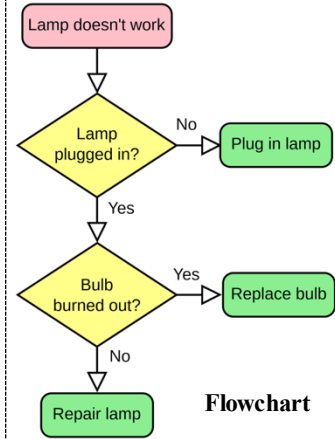 Lamp doesn't work
Lamp
plugged in?
No
Plug in lamp
Yes
Bulb
burned out?
Yes
Replace bulb
No
Repair lamp
Flowchart